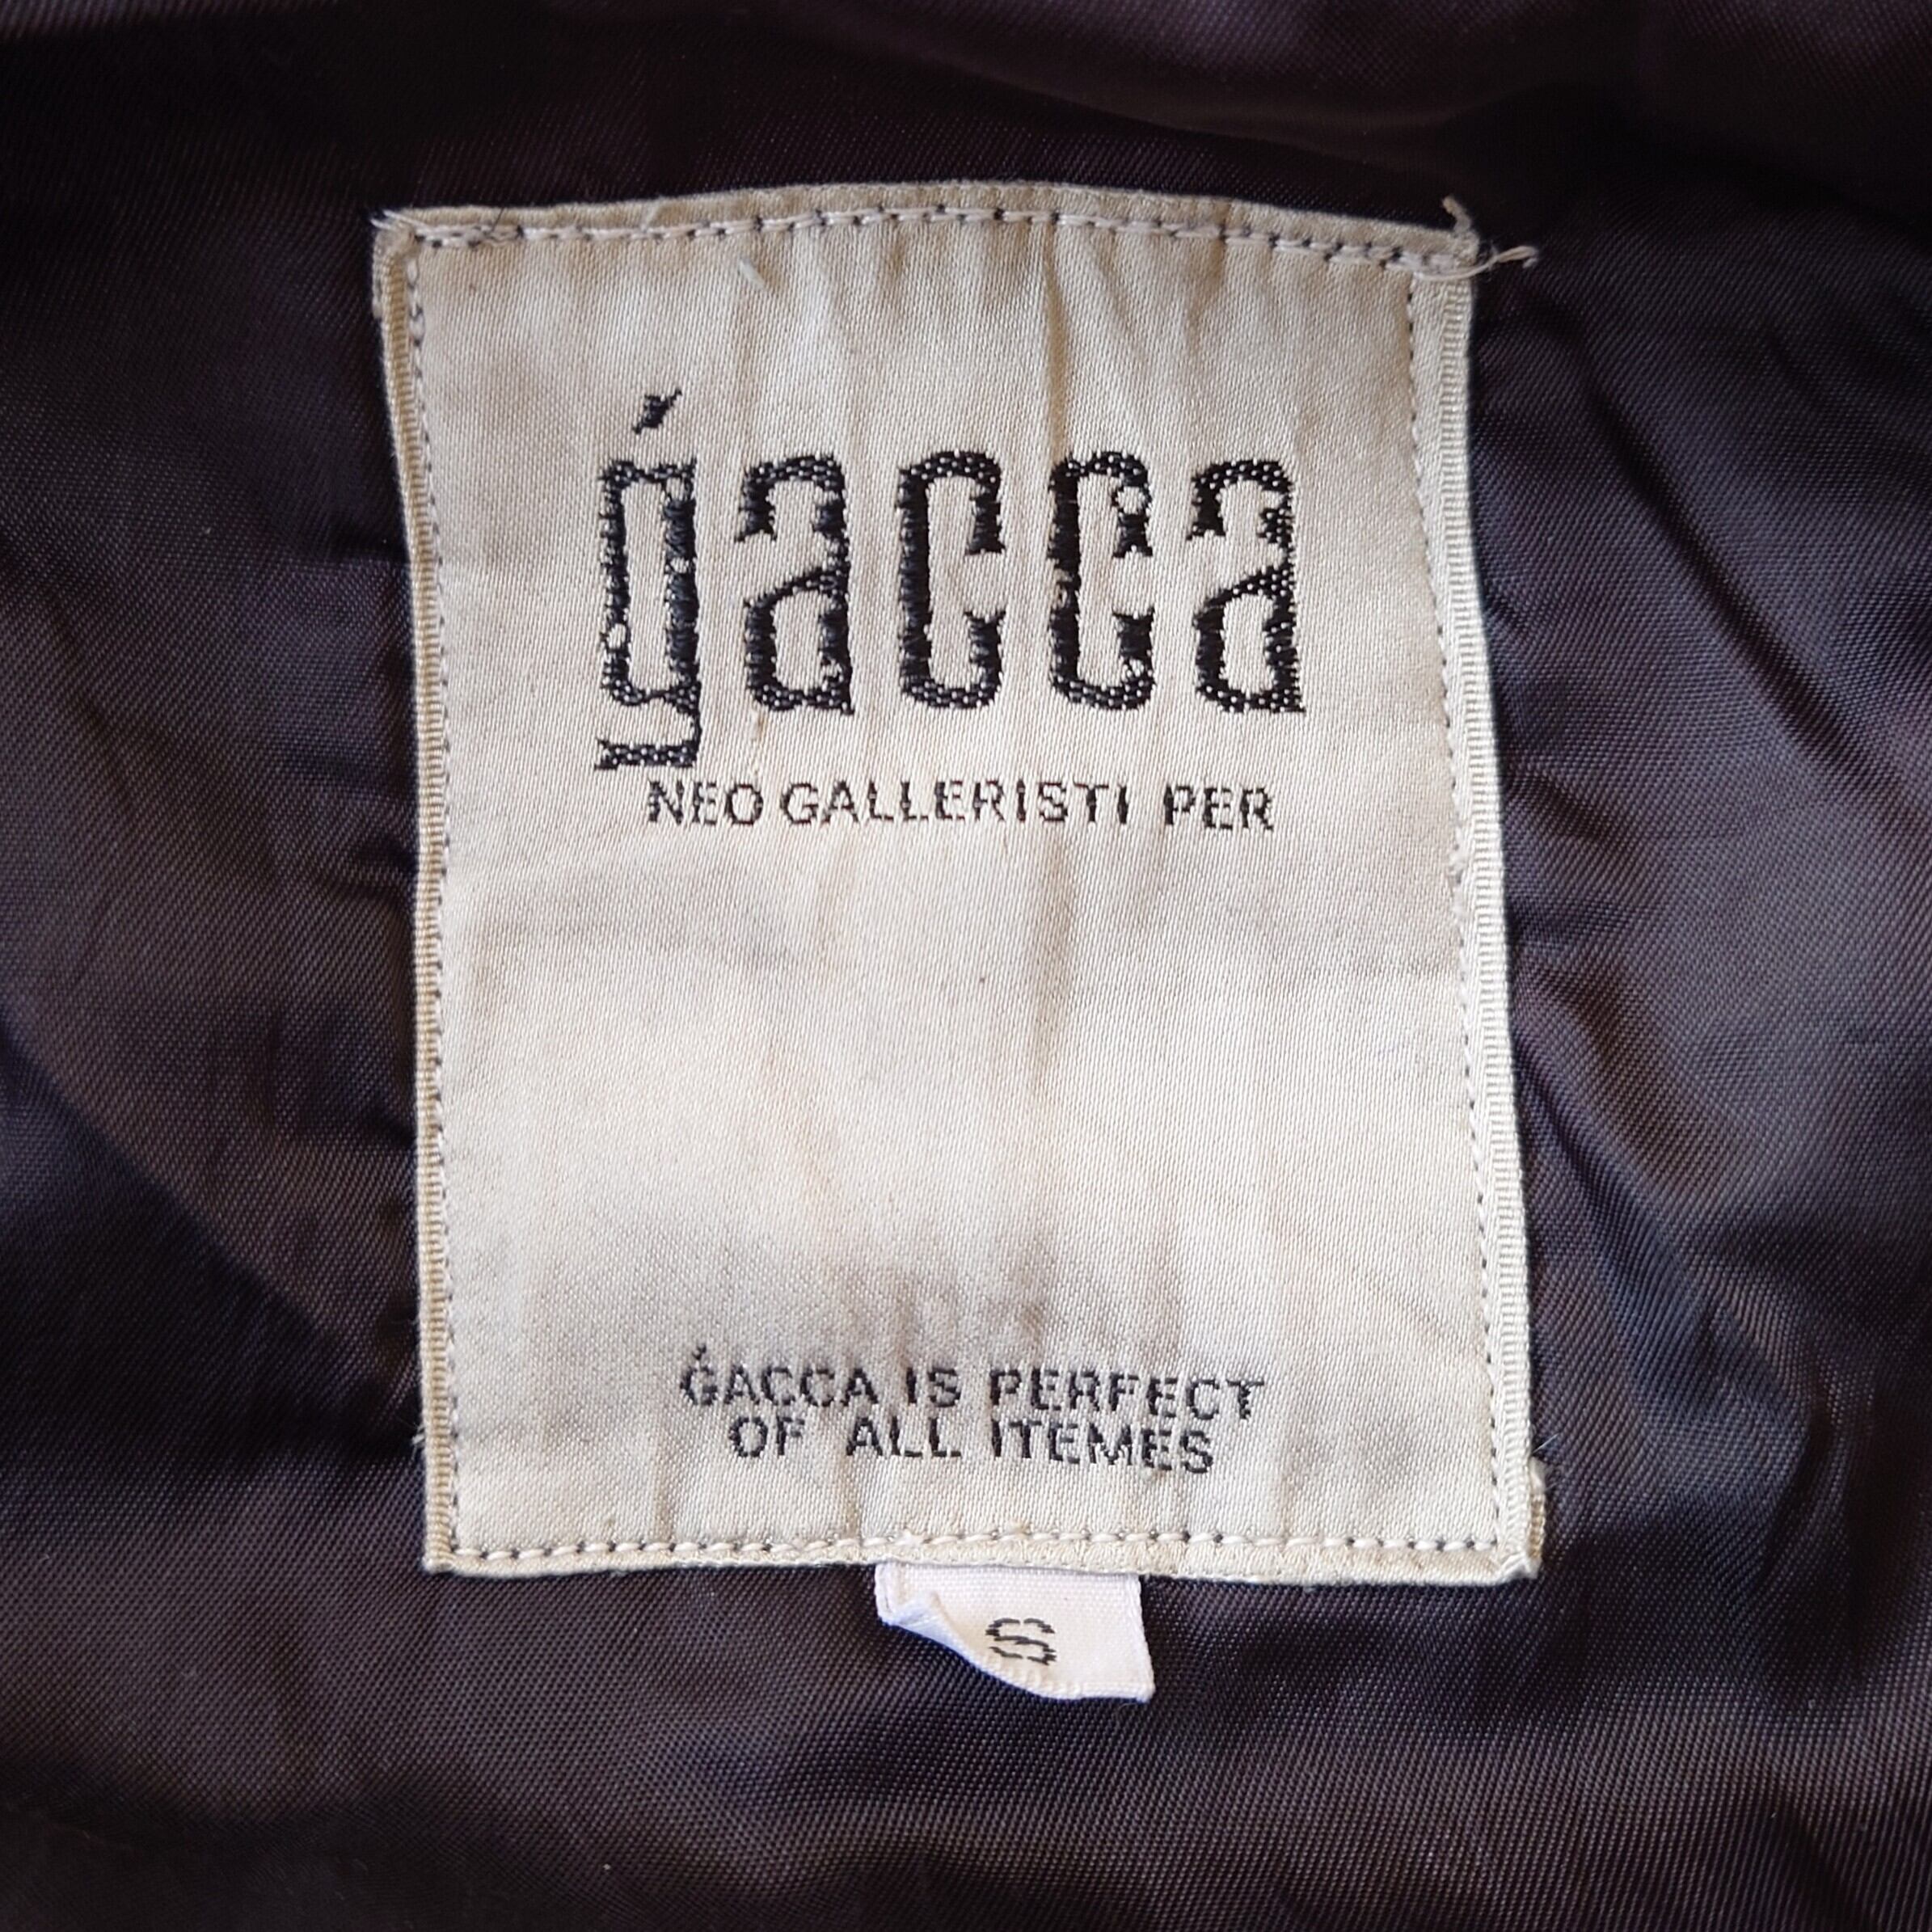 ǵacca
NEO GALLERISTI PER
ǴACCA IS PERFECT
OF ALL ITEMES
S